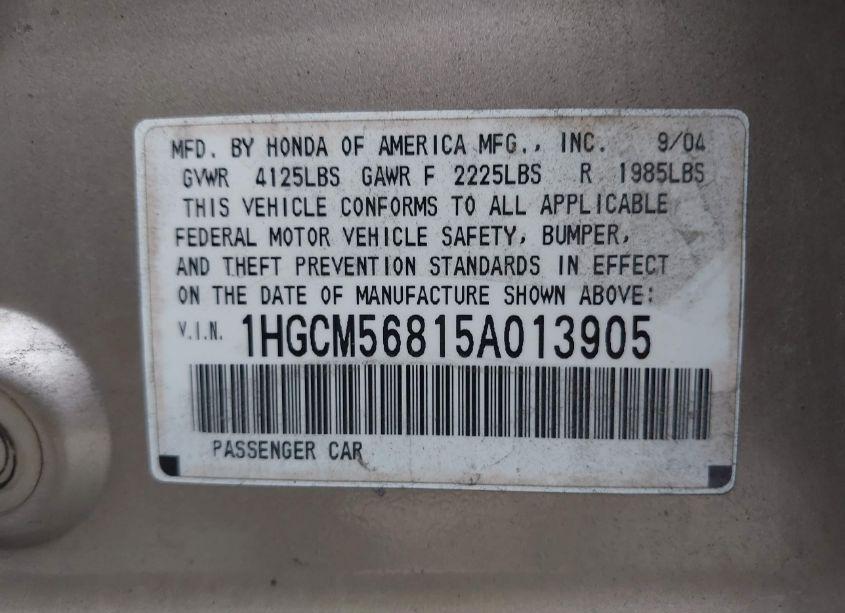 MFD. BY HONDA OF AMERICA MFG., INC. 9/04
GVWR 4125LBS GAWR F 2225LBS R 1985LBS
THIS VEHICLE CONFORMS TO ALL APPLICABLE
FEDERAL MOTOR VEHICLE SAFETY, BUMPER,
AND THEFT PREVENTION STANDARDS IN EFFECT
ON THE DATE OF MANUFACTURE SHOWN ABOVE:
V.I.N. 1HGCM56815A013905
PASSENGER CAR